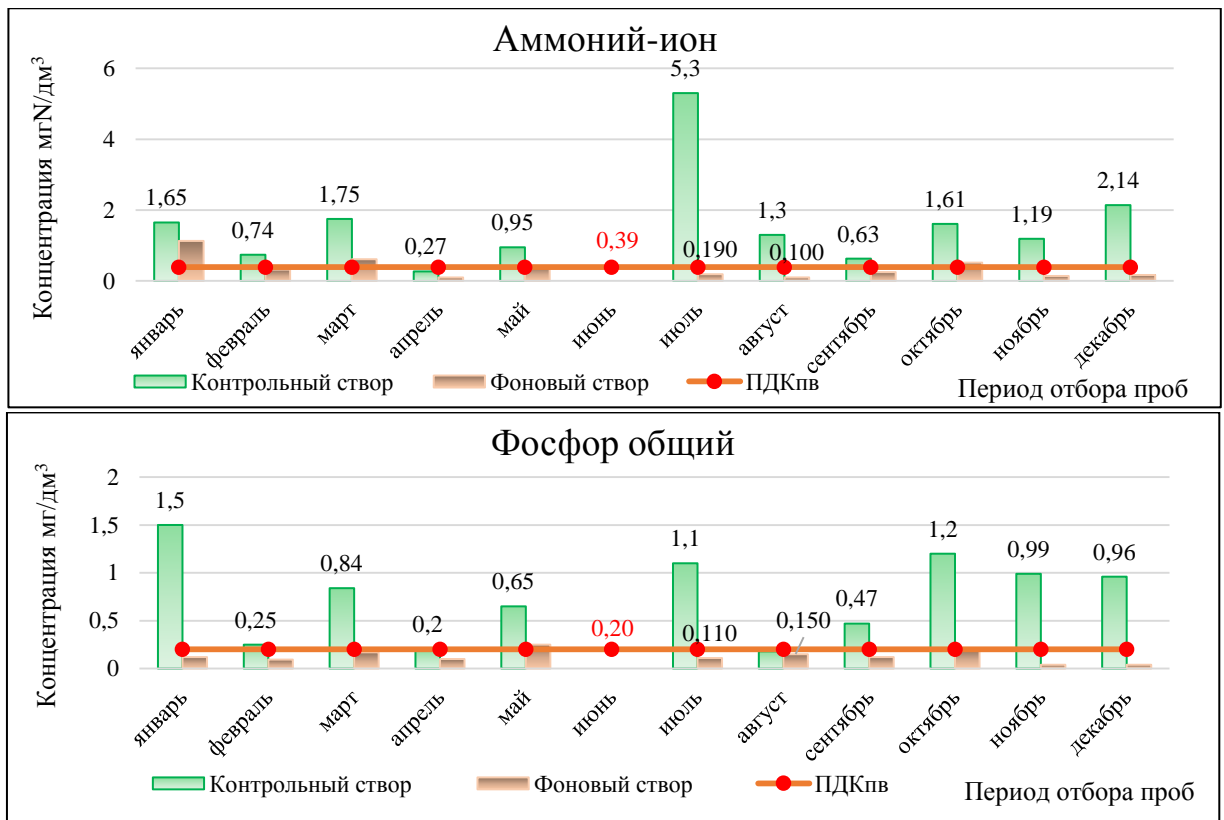 Аммоний-ион
Концентрация мгN/дм³
6
4
2
0
1,65
0,74
1,75
0,27
0,95
0,39
5,3
0,190
1,3
0,100
0,63
1,61
1,19
2,14
январь
февраль
март
апрель
май
июнь
июль
август
сентябрь
октябрь
ноябрь
декабрь
Контрольный створ
Фоновый створ
ПДКпв
Период отбора проб
Фосфор общий
Концентрация мг/дм³
2
1,5
1
0,5
0
1,5
0,25
0,84
0,2
0,65
0,20
1,1
0,110
0,150
0,47
1,2
0,99
0,96
январь
февраль
март
апрель
май
июнь
июль
август
сентябрь
октябрь
ноябрь
декабрь
Контрольный створ
Фоновый створ
ПДКпв
Период отбора проб